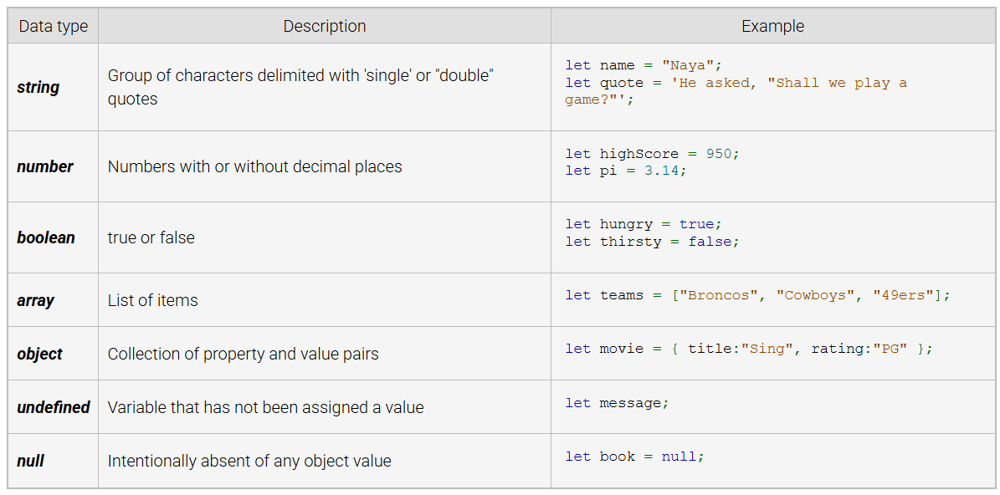 Data type
Description
Example
string
Group of characters delimited with 'single' or "double"
quotes
let name = "Naya";
let quote = 'He asked, "Shall we play a
game?"';
number
Numbers with or without decimal places
let highScore = 950;
let pi = 3.14;
boolean
true or false
let hungry = true;
let thirsty = false;
array
List of items
let teams = ["Broncos", "Cowboys", "49ers"];
object
Collection of property and value pairs
let movie = { title:"Sing", rating:"PG" };
undefined
Variable that has not been assigned a value
let message;
null
Intentionally absent of any object value
let book = null;